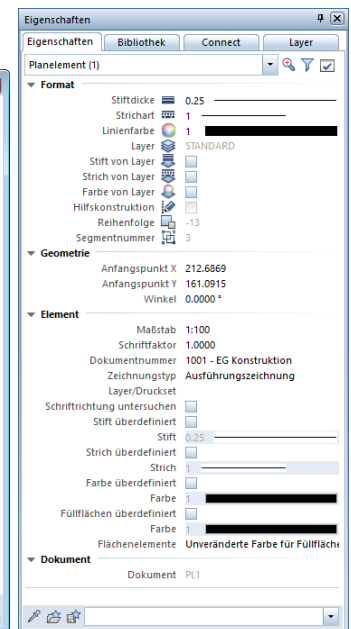 Eigenschaften
Eigenschaften Bibliothek Connect Layer
Planelement (1)
Format
Stiftdicke 0.25
Strichart 1
Linienfarbe 1
Layer STANDARD
Stift von Layer
Strich von Layer
Farbe von Layer
Hilfskonstruktion
Reihenfolge -13
Segmentnummer 3
Geometrie
Anfangspunkt X 212.6869
Anfangspunkt Y 161.0915
Winkel 0.0000 °
Element
Maßstab 1:100
Schriftfaktor 1.0000
Dokumentnummer 1001 - EG Konstruktion
Zeichnungstyp Ausführungszeichnung
Layer/Druckset
Schriftrichtung untersuchen
Stift überdefiniert
Stift 0.25
Strich überdefiniert
Strich 1
Farbe überdefiniert
Farbe 1
Füllflächen überdefiniert
Farbe 1
Flächenelemente Unveränderte Farbe für Füllfläche
Dokument
Dokument PL1